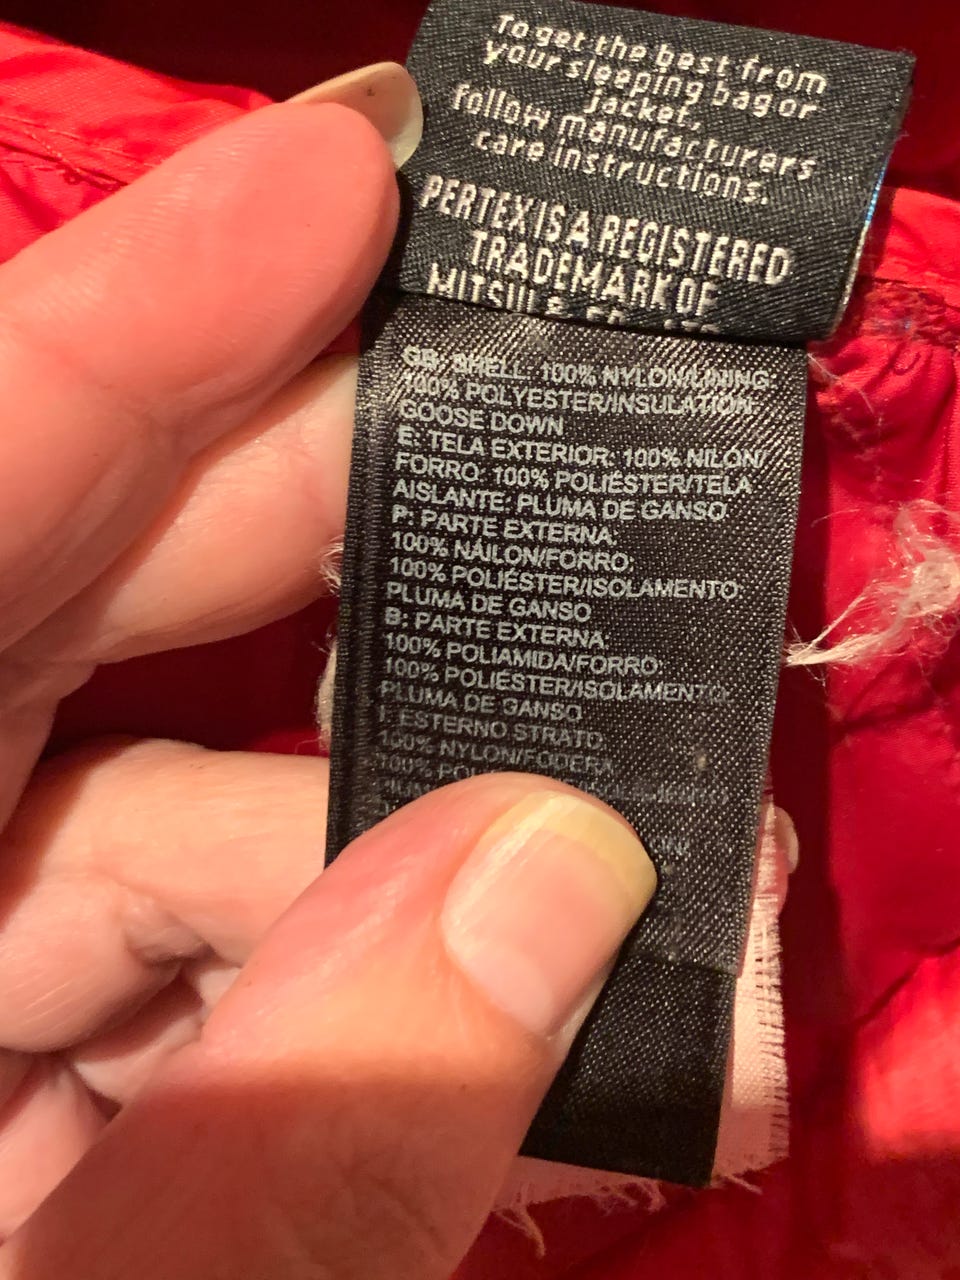 To get the best from
your sleeping bag or
jacket,
follow manufacturers
care instructions.
PERTEX IS A REGISTERED
TRADEMARK OF
MITSUI &
GB: SHELL: 100% NYLON/LINING:
100% POLYESTER/INSULATION:
GOOSE DOWN
E: TELA EXTERIOR: 100% NILON/
FORRO: 100% POLIÉSTER/TELA
AISLANTE: PLUMA DE GANSO
P: PARTE EXTERNA:
100% NÁILON/FORRO:
100% POLIÉSTER/ISOLAMENTO:
PLUMA DE GANSO
B: PARTE EXTERNA:
100% POLIAMIDA/FORRO:
100% POLIÉSTER/ISOLAMENTO:
PLUMA DE GANSO
I: ESTERNO STRATO
100% NYLON/FODERA:
100%